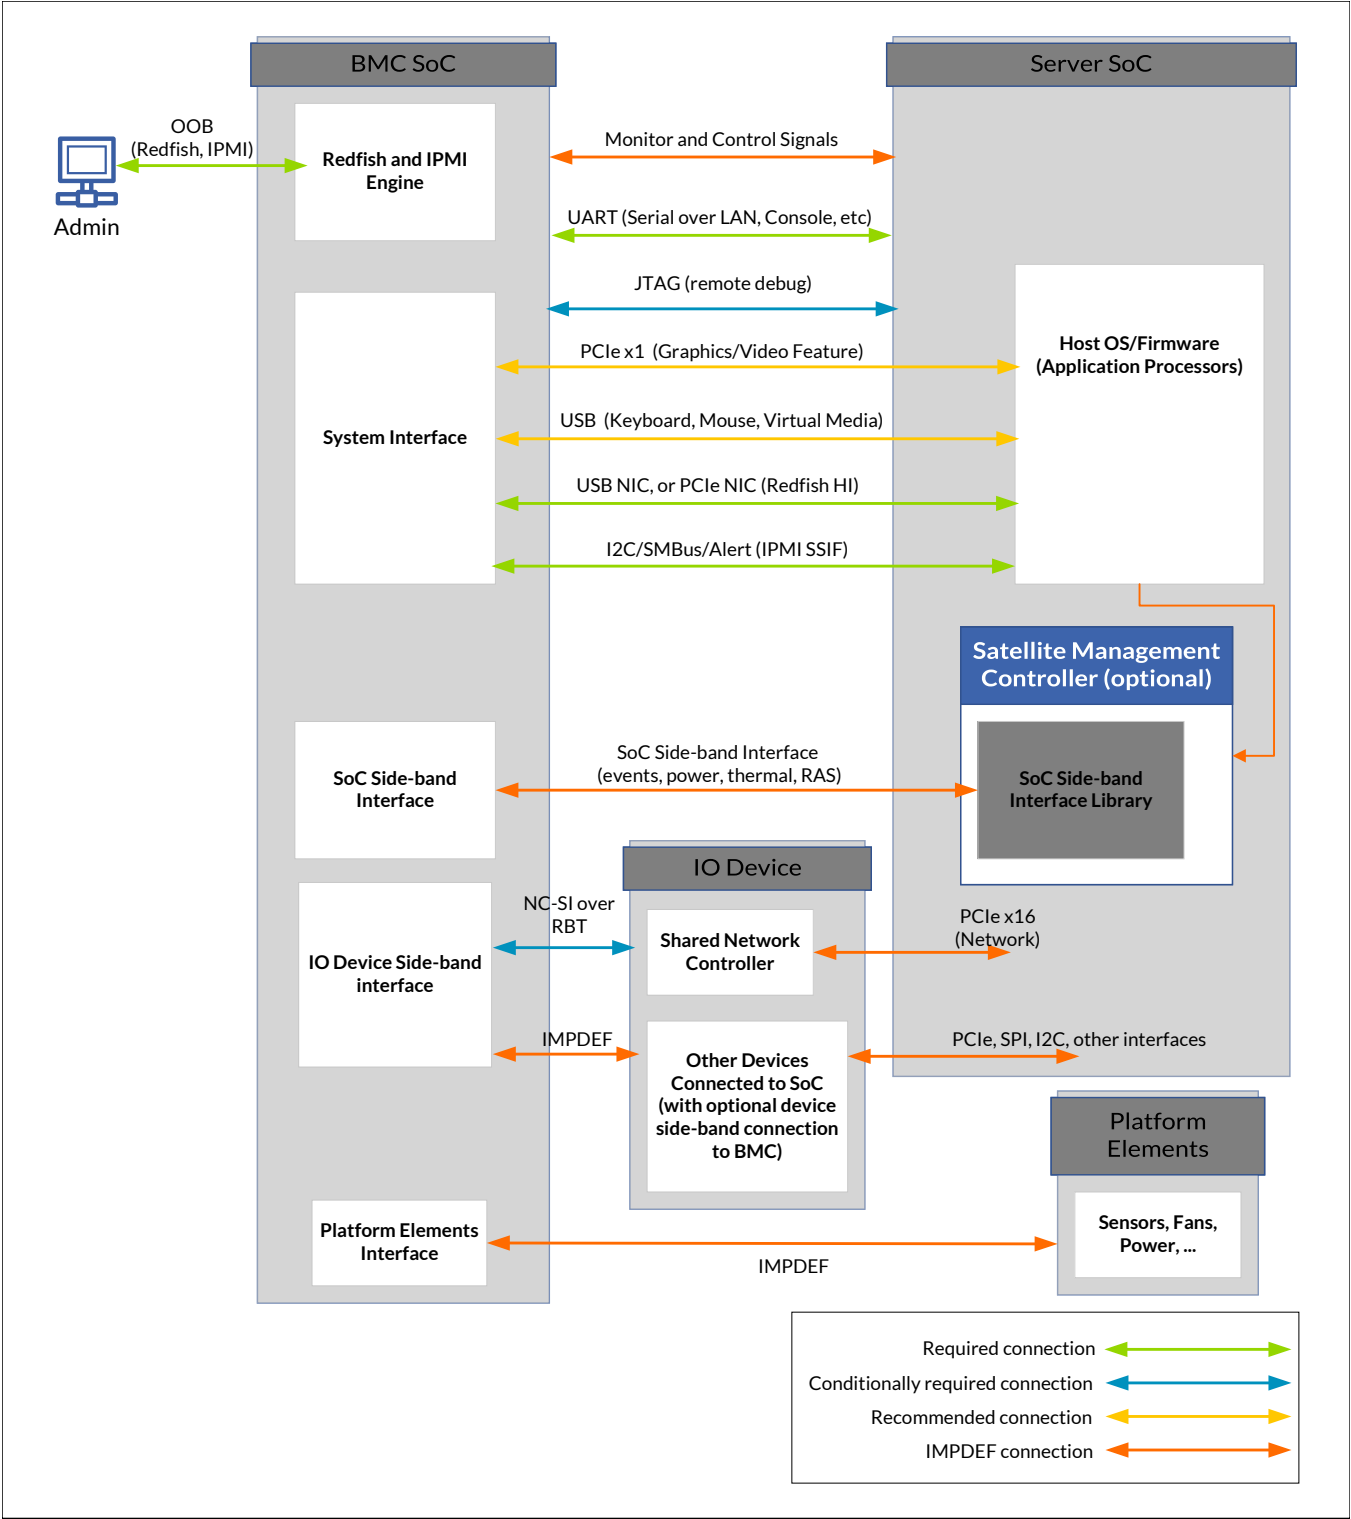 BMC SoC
Server SoC
OOB
(Redfish, IPMI)
Admin
Redfish and IPMI
Engine
Monitor and Control Signals
UART (Serial over LAN, Console, etc)
JTAG (remote debug)
PCIe x1  (Graphics/Video Feature)
Host OS/Firmware
(Application Processors)
System Interface
USB  (Keyboard, Mouse, Virtual Media)
USB NIC, or PCIe NIC (Redfish HI)
I2C/SMBus/Alert (IPMI SSIF)
Satellite Management
Controller (optional)
SoC Side-band
Interface
SoC Side-band Interface
(events, power, thermal, RAS)
SoC Side-band
Interface Library
IO Device
NC-SI over
RBT
Shared Network
Controller
PCIe x16
(Network)
IO Device Side-band
interface
IMPDEF
Other Devices
Connected to SoC
(with optional device
side-band connection
to BMC)
PCIe, SPI, I2C, other interfaces
Platform
Elements
Platform Elements
Interface
Sensors, Fans,
Power, ...
IMPDEF
Required connection
Conditionally required connection
Recommended connection
IMPDEF connection